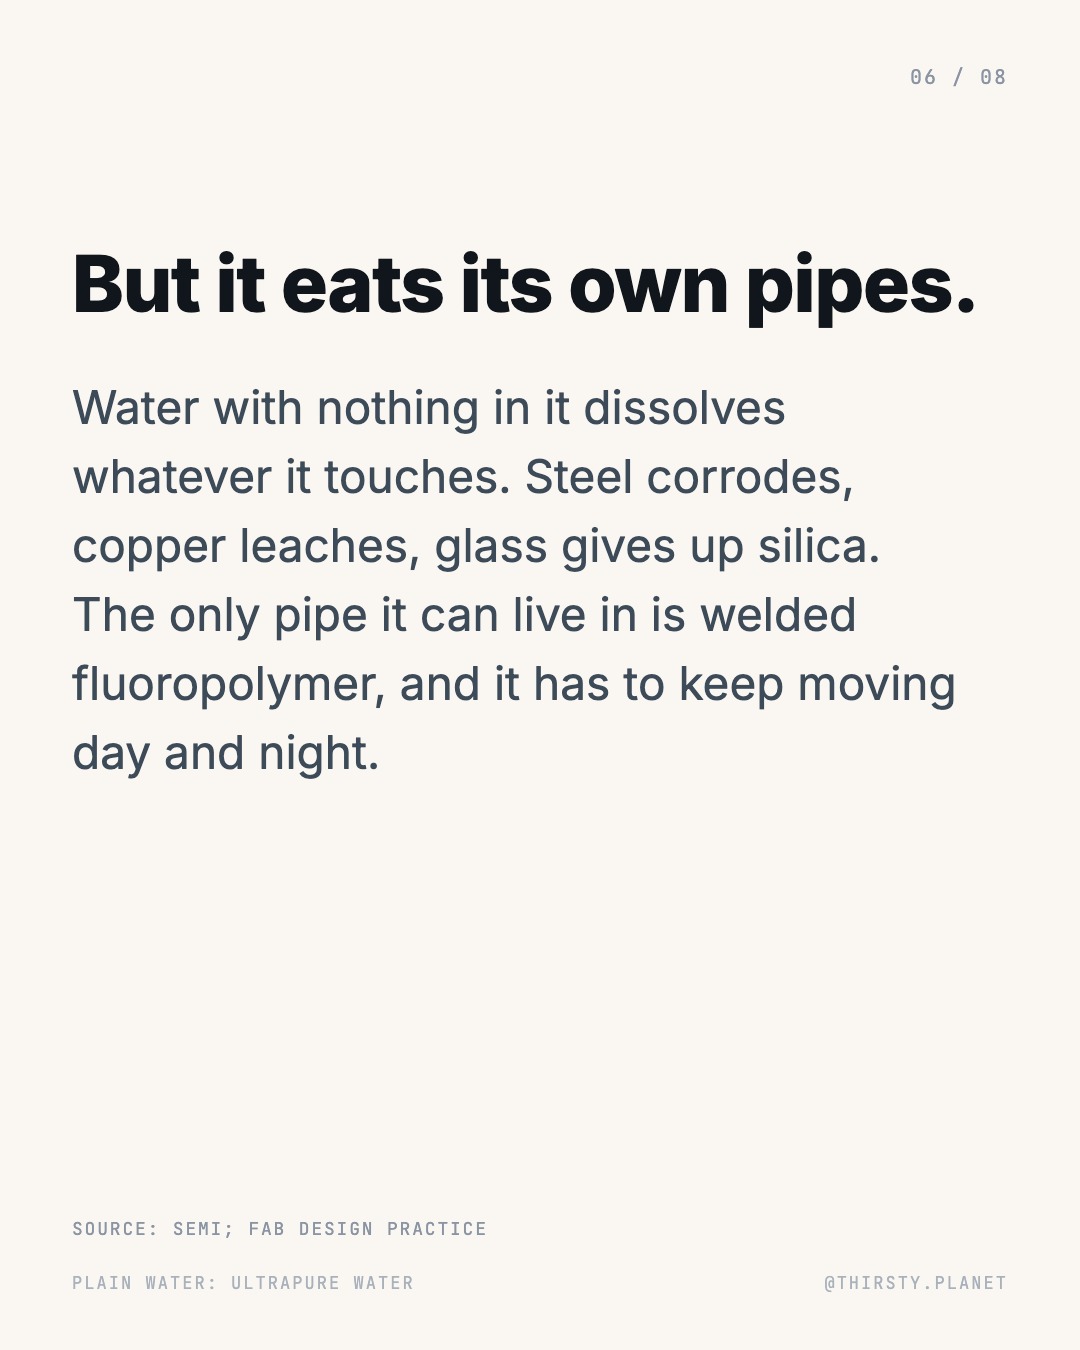 06 / 08
But it eats its own pipes.
Water with nothing in it dissolves
whatever it touches. Steel corrodes,
copper leaches, glass gives up silica.
The only pipe it can live in is welded
fluoropolymer, and it has to keep moving
day and night.
SOURCE: SEMI; FAB DESIGN PRACTICE
PLAIN WATER: ULTRAPURE WATER
@THIRSTY.PLANET